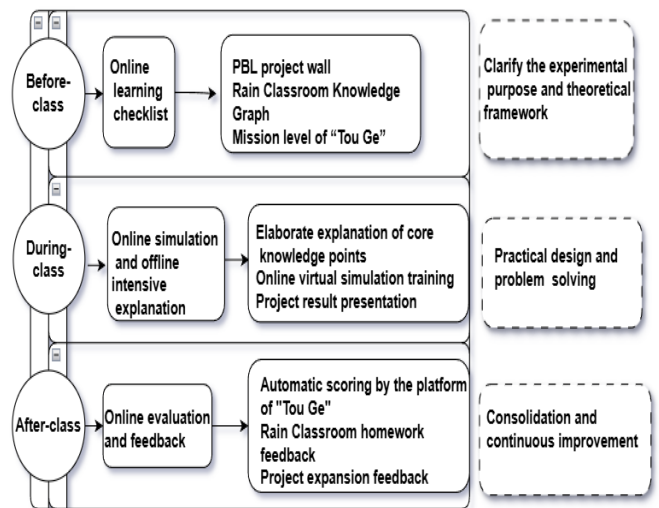 Before-
class
Online
learning
checklist
PBL project wall
Rain Classroom Knowledge
Graph
Mission level of “Tou Ge”
Clarify the experimental
purpose and theoretical
framework
During-
class
Online simulation
and offline
intensive
explanation
Elaborate explanation of core
knowledge points
Online virtual simulation training
Project result presentation
Practical design and
problem solving
After-class
Online evaluation
and feedback
Automatic scoring by the platform
of "Tou Ge"
Rain Classroom homework
feedback
Project expansion feedback
Consolidation and
continuous improvement